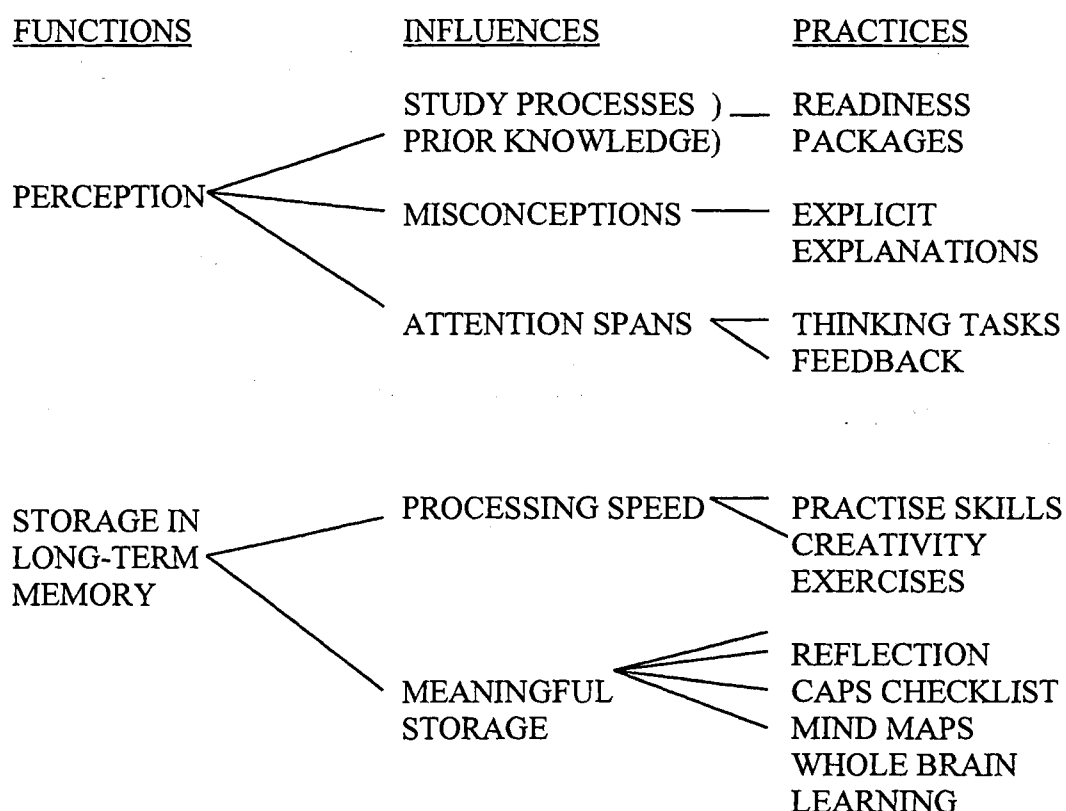 FUNCTIONS INFLUENCES PRACTICES
STUDY PROCESSES ) READINESS
PRIOR KNOWLEDGE) PACKAGES
PERCEPTION
MISCONCEPTIONS EXPLICIT
EXPLANATIONS
ATTENTION SPANS THINKING TASKS
FEEDBACK
PROCESSING SPEED PRACTISE SKILLS
STORAGE IN CREATIVITY
LONG-TERM EXERCISES
MEMORY
REFLECTION
MEANINGFUL CAPS CHECKLIST
STORAGE MIND MAPS
WHOLE BRAIN
LEARNING